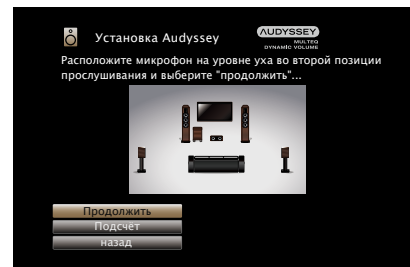 Установка Audyssey
AUDYSSEY
MULTEQ
DYNAMIC VOLUME
Расположите микрофон на уровне уха во второй позиции
прослушивания и выберите "продолжить"...
Продолжить
Подсчёт
назад